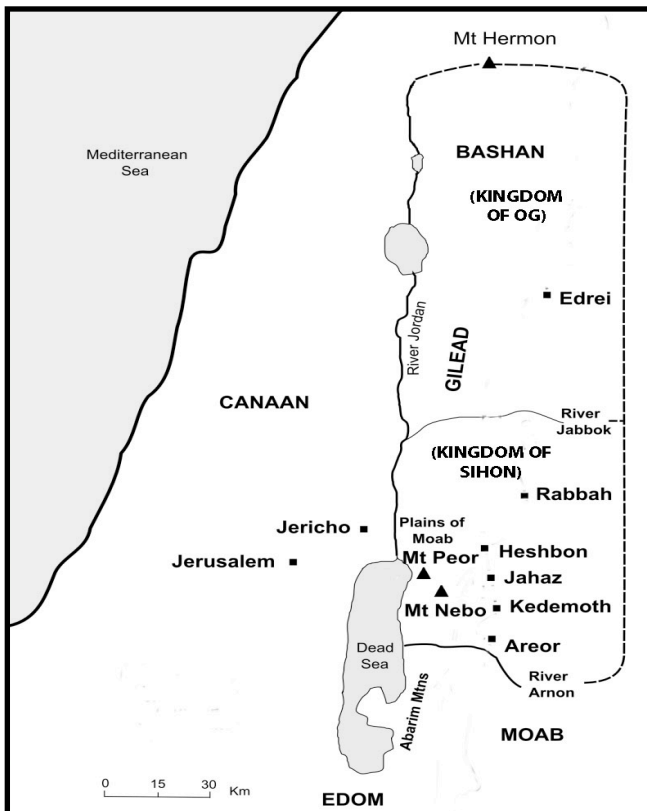 Mt Hermon
Mediterranean
Sea
BASHAN
(KINGDOM
OF OG)
Edrei
River Jordan
GILEAD
CANAAN
River
Jabbok
(KINGDOM OF
SIHON)
Rabbah
Jericho
Plains of
Moab
Jerusalem
Mt Peor
Heshbon
Jahaz
Mt Nebo
Kedemoth
Areor
Dead
Sea
River
Arnon
Abarim Mtns
MOAB
0 15 30
Km
EDOM